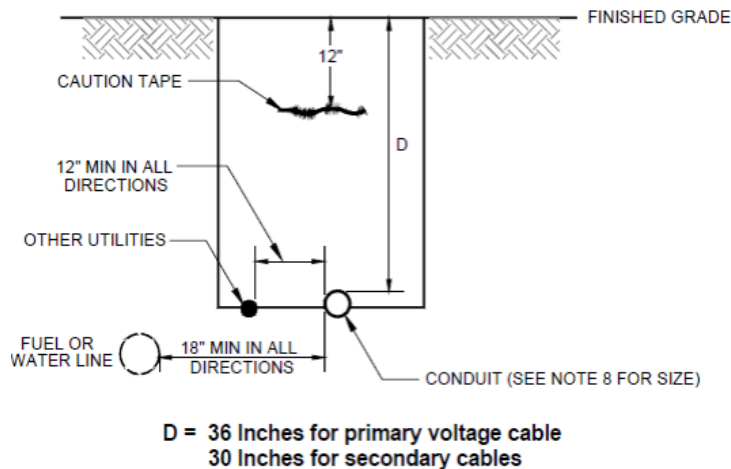 FINISHED GRADE
12"
CAUTION TAPE
D
12" MIN IN ALL
DIRECTIONS
OTHER UTILITIES
FUEL OR
WATER LINE
18" MIN IN ALL
DIRECTIONS
CONDUIT (SEE NOTE 8 FOR SIZE)
D = 36 Inches for primary voltage cable
30 Inches for secondary cables